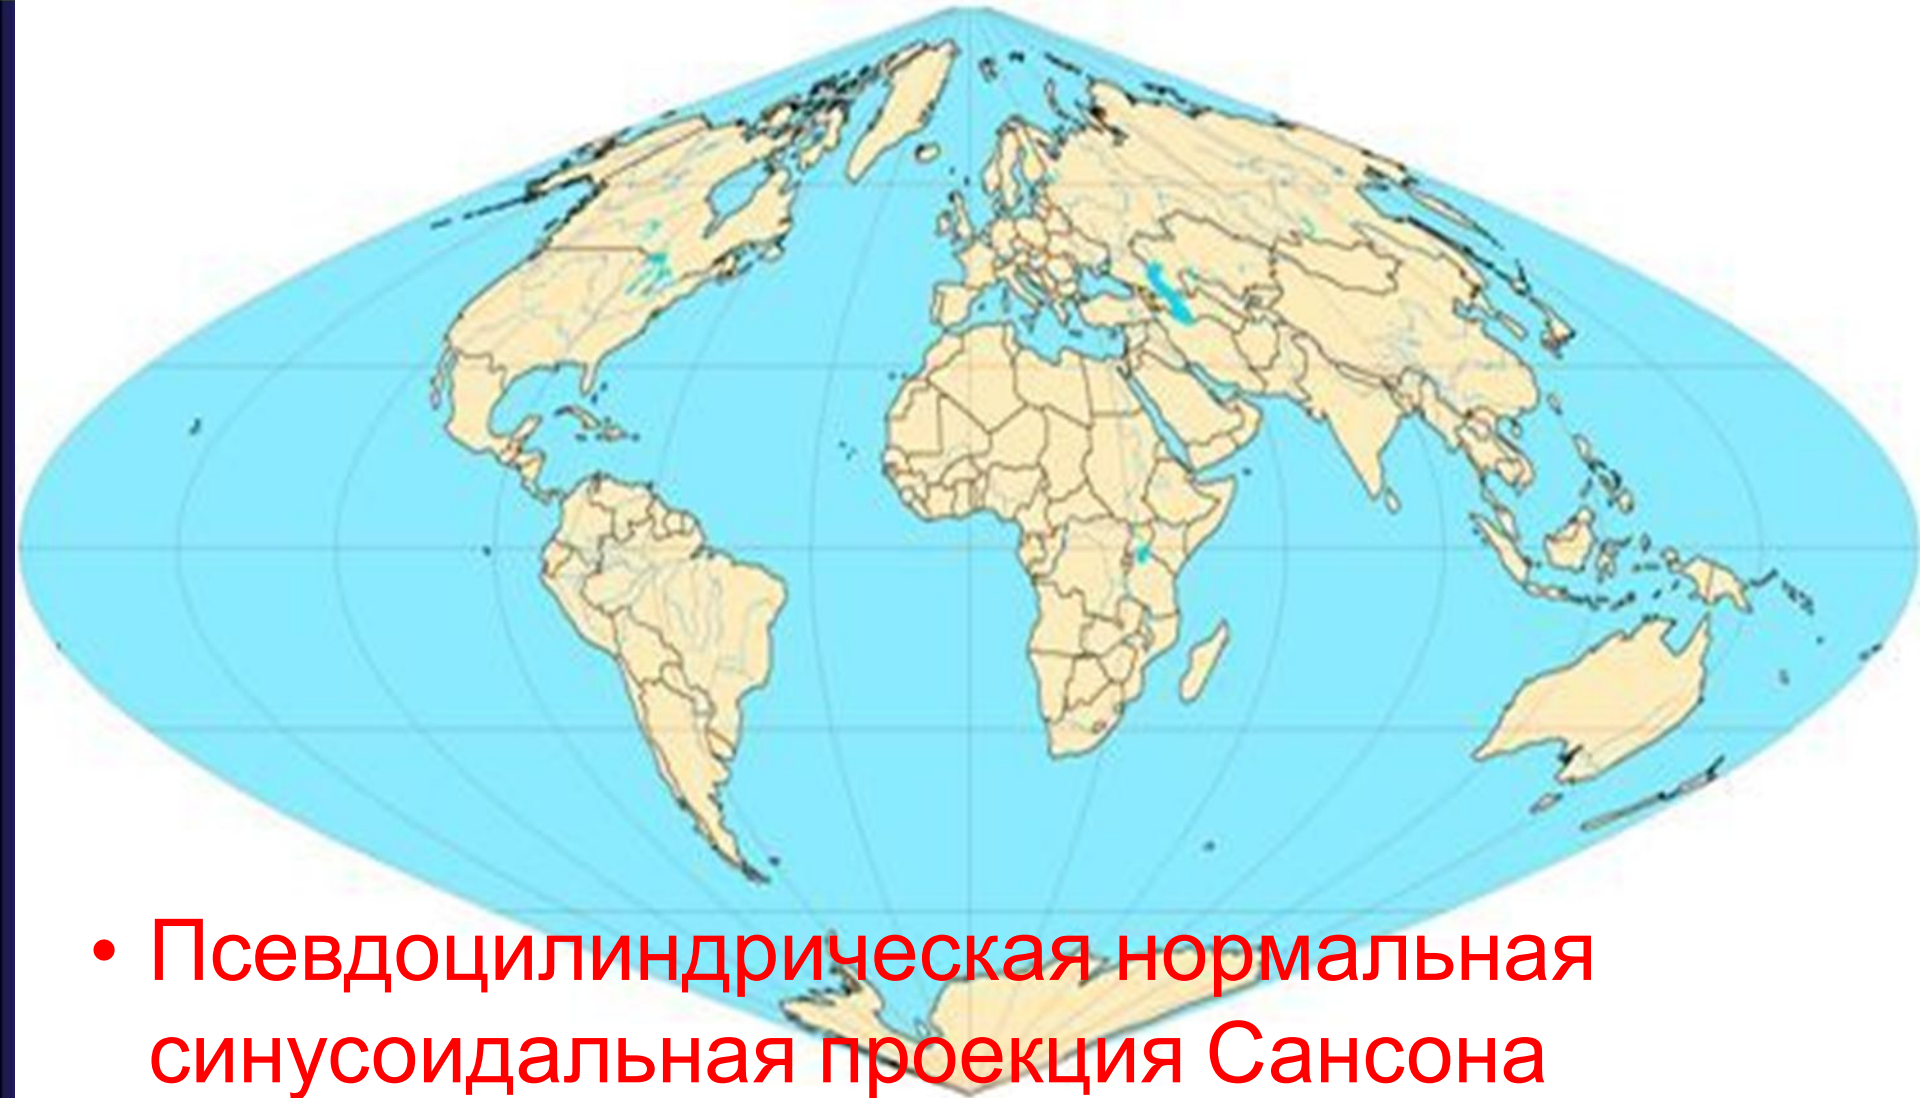 • Псевдоцилиндрическая нормальная
синусоидальная проекция Сансона